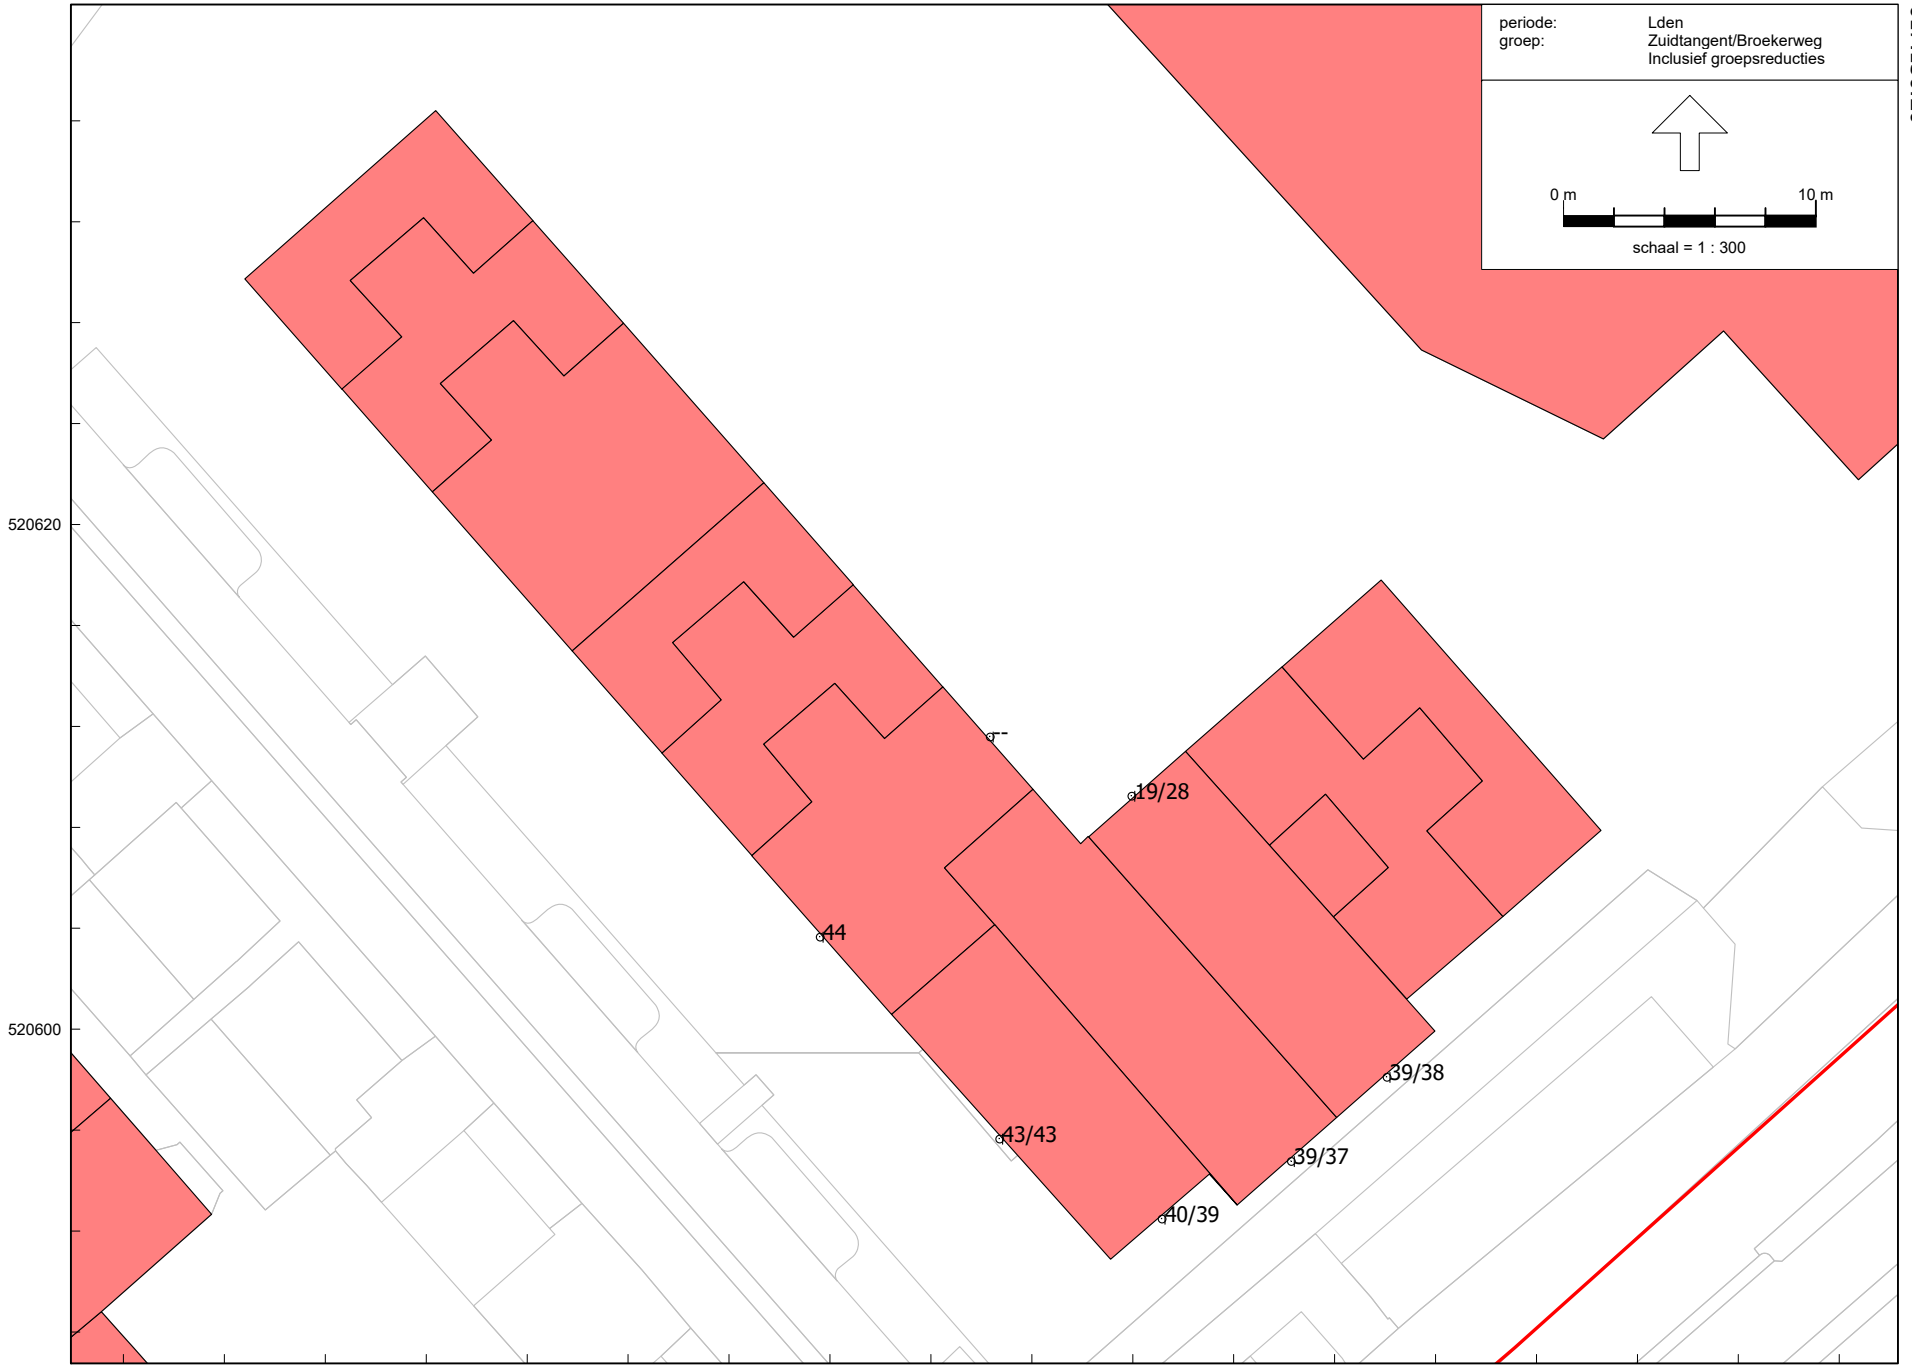 periode: Lden
groep: Zuidtangent/Broekerweg
Inclusief groepsreducties
0 m 10 m
schaal = 1 : 300
520620
--
19/28
44
520600
39/38
43/43
39/37
40/39